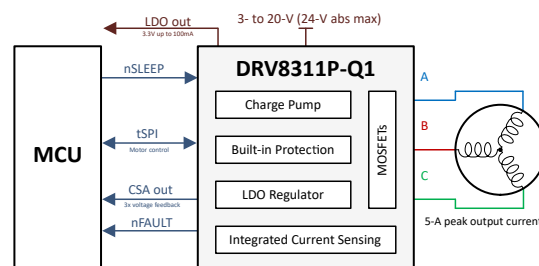 LDO out
3.3V up to 100mA
3- to 20-V (24-V abs max)
MCU
nSLEEP
tSPI
Motor control
CSA out
3x voltage feedback
nFAULT
DRV8311P-Q1
Charge Pump
Built-in Protection
LDO Regulator
Integrated Current Sensing
MOSFETs
A
B
C
5-A peak output current